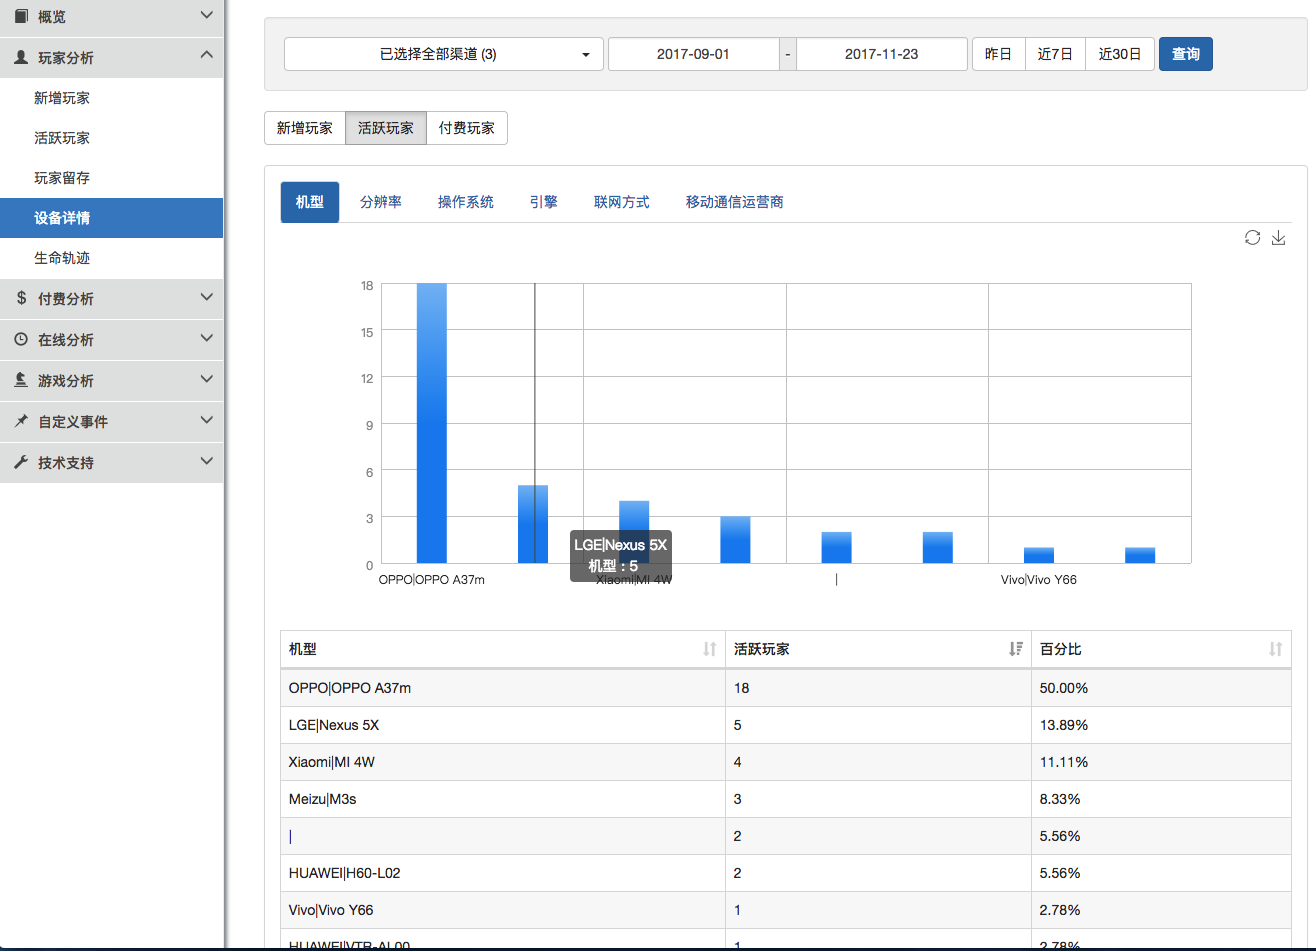 概览
玩家分析
新增玩家
活跃玩家
玩家留存
设备详情
生命轨迹
付费分析
在线分析
游戏分析
自定义事件
技术支持
已选择全部渠道 (3)
2017-09-01 - 2017-11-23
昨日 近7日 近30日 查询
新增玩家 活跃玩家 付费玩家
机型 分辨率 操作系统 引擎 联网方式 移动通信运营商
18
15
12
9
6
3
0
LGE|Nexus 5X
机型 : 5
OPPO|OPPO A37m Xiaomi|MI 4W | Vivo|Vivo Y66
机型 活跃玩家 百分比
OPPO|OPPO A37m 18 50.00%
LGE|Nexus 5X 5 13.89%
Xiaomi|MI 4W 4 11.11%
Meizu|M3s 3 8.33%
| 2 5.56%
HUAWEI|H60-L02 2 5.56%
Vivo|Vivo Y66 1 2.78%
HUAWEI|VTR-AL00 1 2.78%